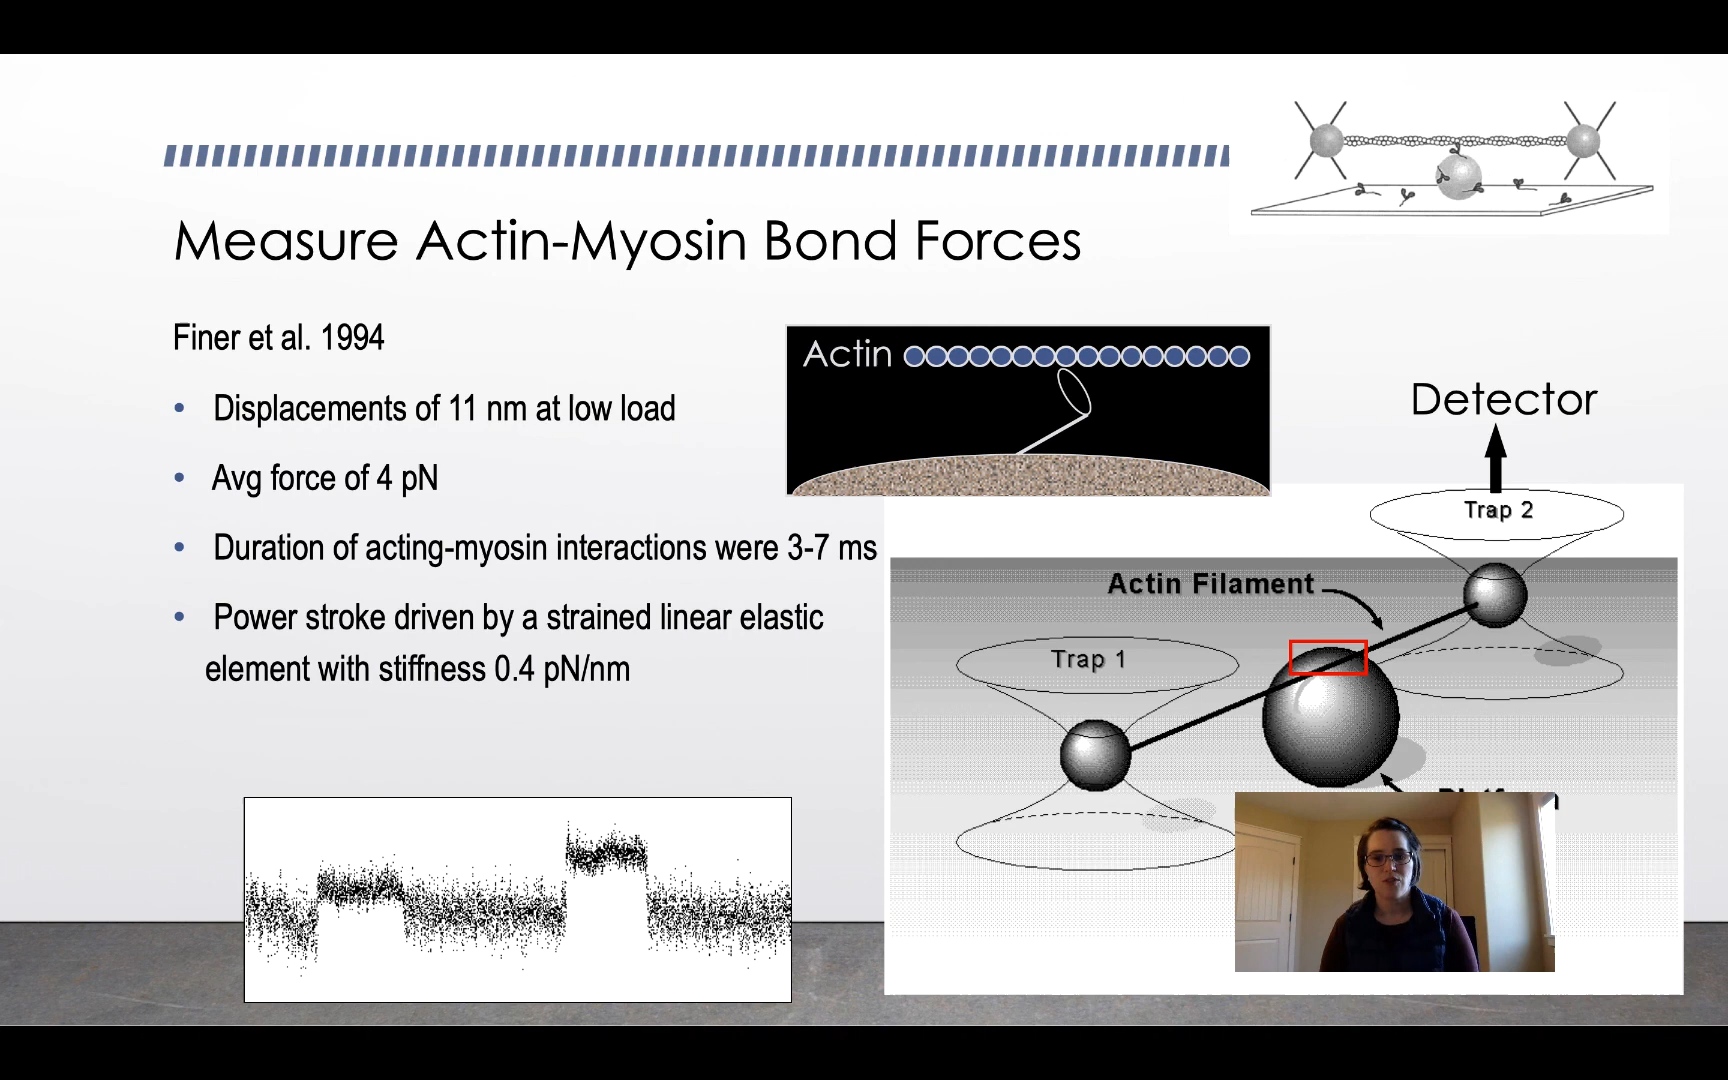 Measure Actin-Myosin Bond Forces
Finer et al. 1994
• Displacements of 11 nm at low load
• Avg force of 4 pN
• Duration of acting-myosin interactions were 3-7 ms
• Power stroke driven by a strained linear elastic
element with stiffness 0.4 pN/nm
Actin
Detector
Trap 2
Actin Filament
Trap 1